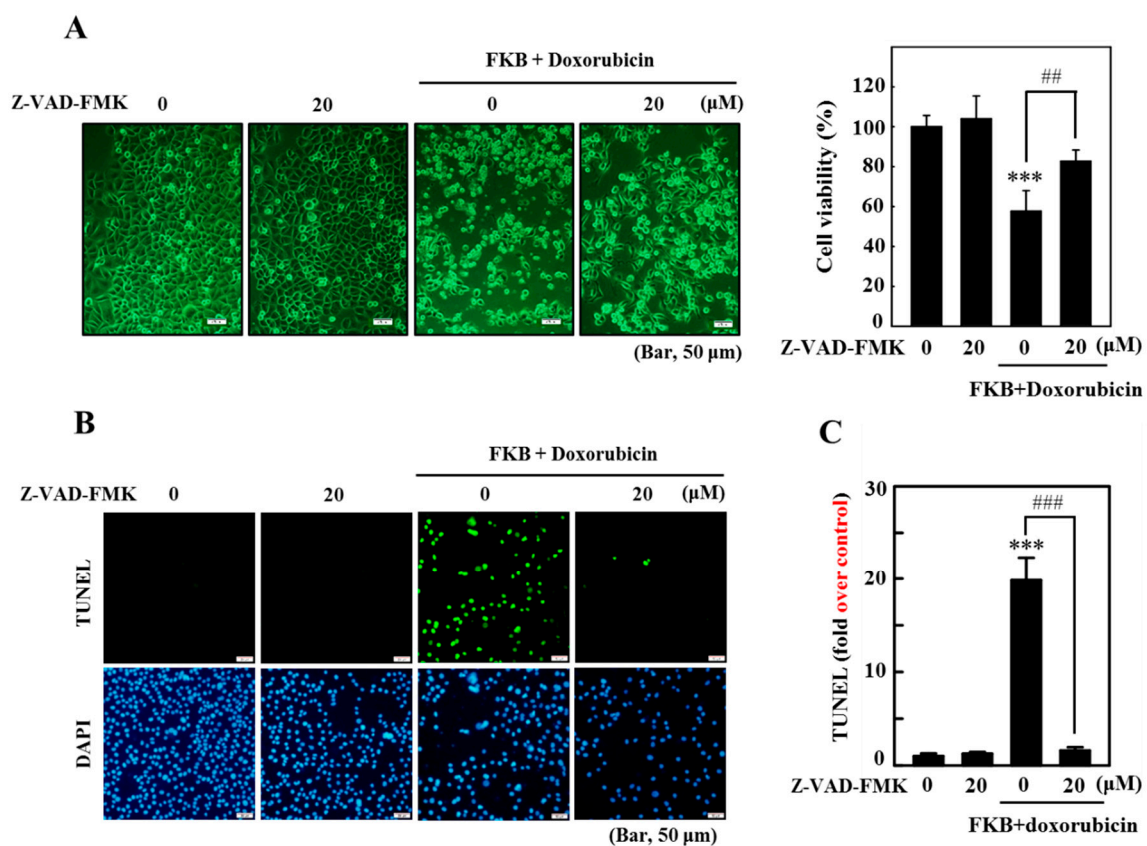 A
FKB + Doxorubicin
Z-VAD-FMK 0 20 0 20 (μM)
(Bar, 50 μm)
Cell viability (%)
120
100
80
60
40
20
0
***
##
Z-VAD-FMK 0 20 0 20 (μM)
FKB+Doxorubicin
B
FKB + Doxorubicin
Z-VAD-FMK 0 20 0 20 (μM)
TUNEL
DAPI
(Bar, 50 μm)
C
TUNEL (fold over control)
30
20
10
0
***
###
Z-VAD-FMK 0 20 0 20 (μM)
FKB+doxorubicin